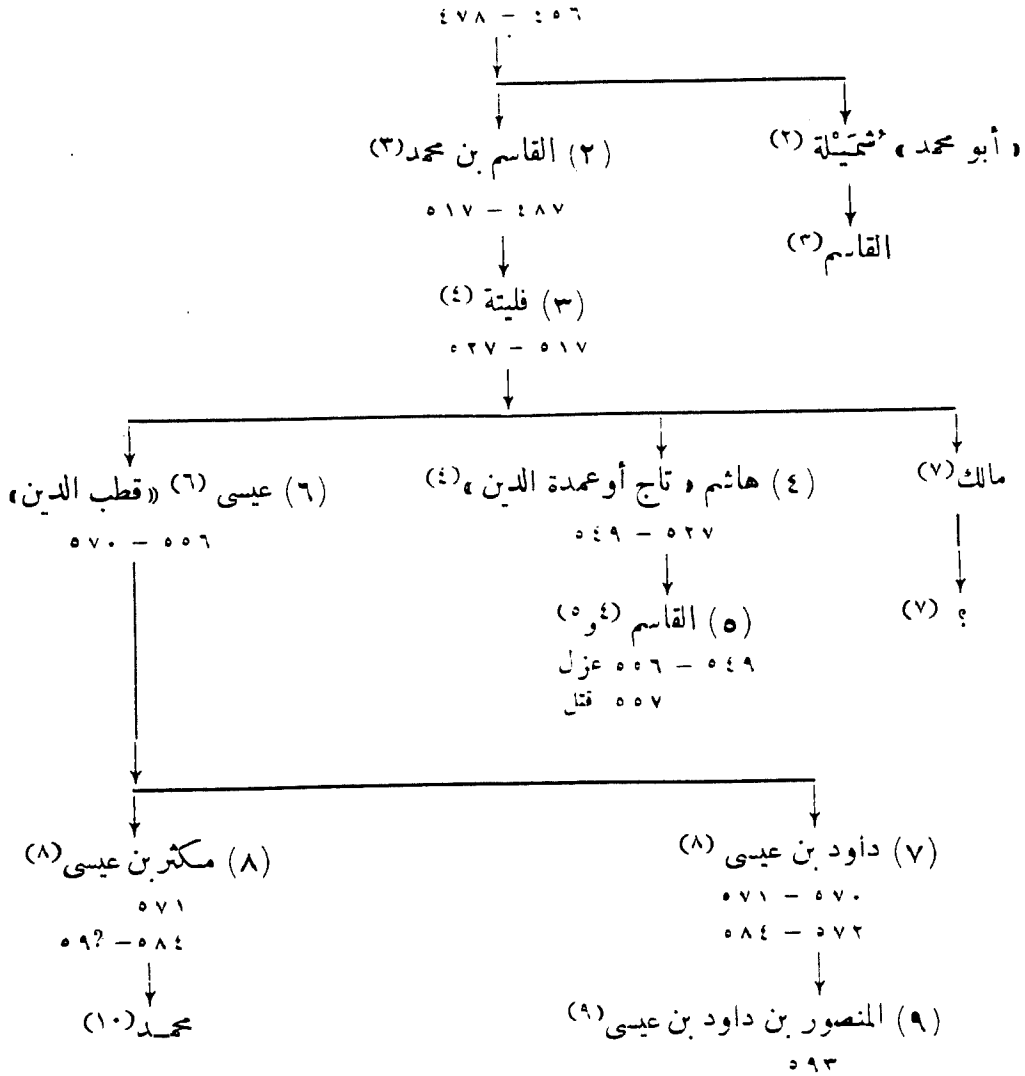 ٤٥٦ – ٤٧٨
«أبو محمد» شُمَيْلة (٢)
(٢) القاسم بن محمد (٣)
٤٨٧ – ٥١٧
القاسم (٣)
(٣) فليتة (٤)
٥١٧ – ٥٢٧
مالك (٧)
(٤) هاشم «تاج أو عمدة الدين» (٤)
(٦) عيسى (٦) «قطب الدين»
٥٢٧ – ٥٤٩
٥٥٦ – ٥٧٠
؟ (٧)
(٥) القاسم (٤ و ٥)
٥٤٩ – ٥٥٦ عزل
٥٥٧ قتل
(٧) داود بن عيسى (٨)
(٨) مكثر بن عيسى (٨)
٥٧٠ – ٥٧١
٥٧١
٥٧٢ – ٥٨٤
٥٨٤ – ?٥٩
(٩) المنصور بن داود بن عيسى (٩)
محمد (١٠)
٥٩٣